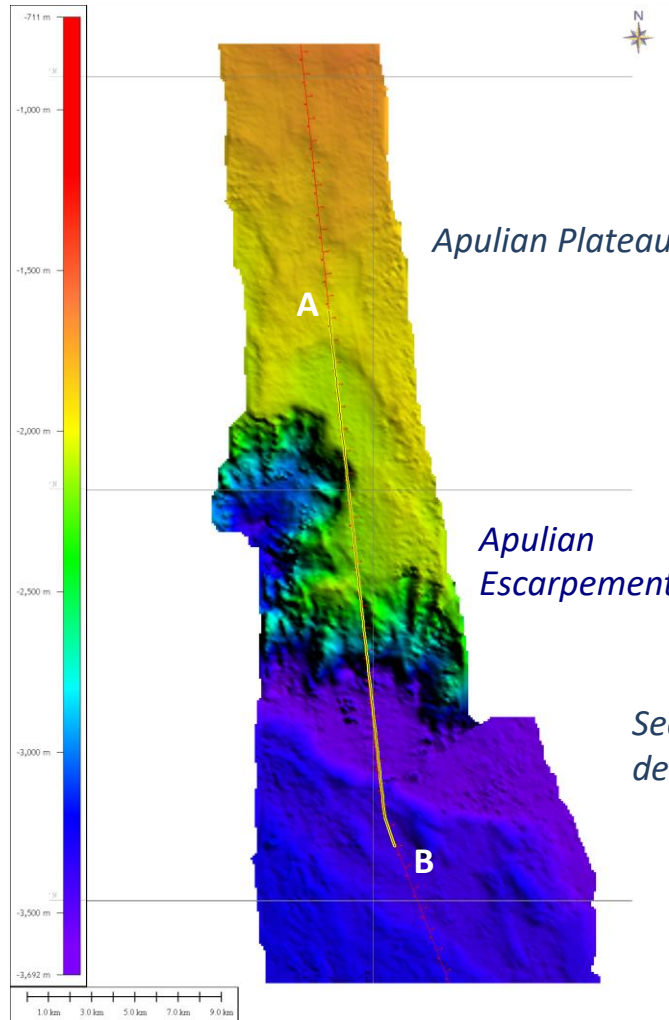 -711 m
N
-1,000 m
Apulian Plateau
-1,500 m
A
-2,000 m
Apulian
Escarpement
-2,500 m
-3,000 m
B
-3,500 m
-3,692 m
1.0 km 3.0 km 5.0 km 7.0 km 9.0 km